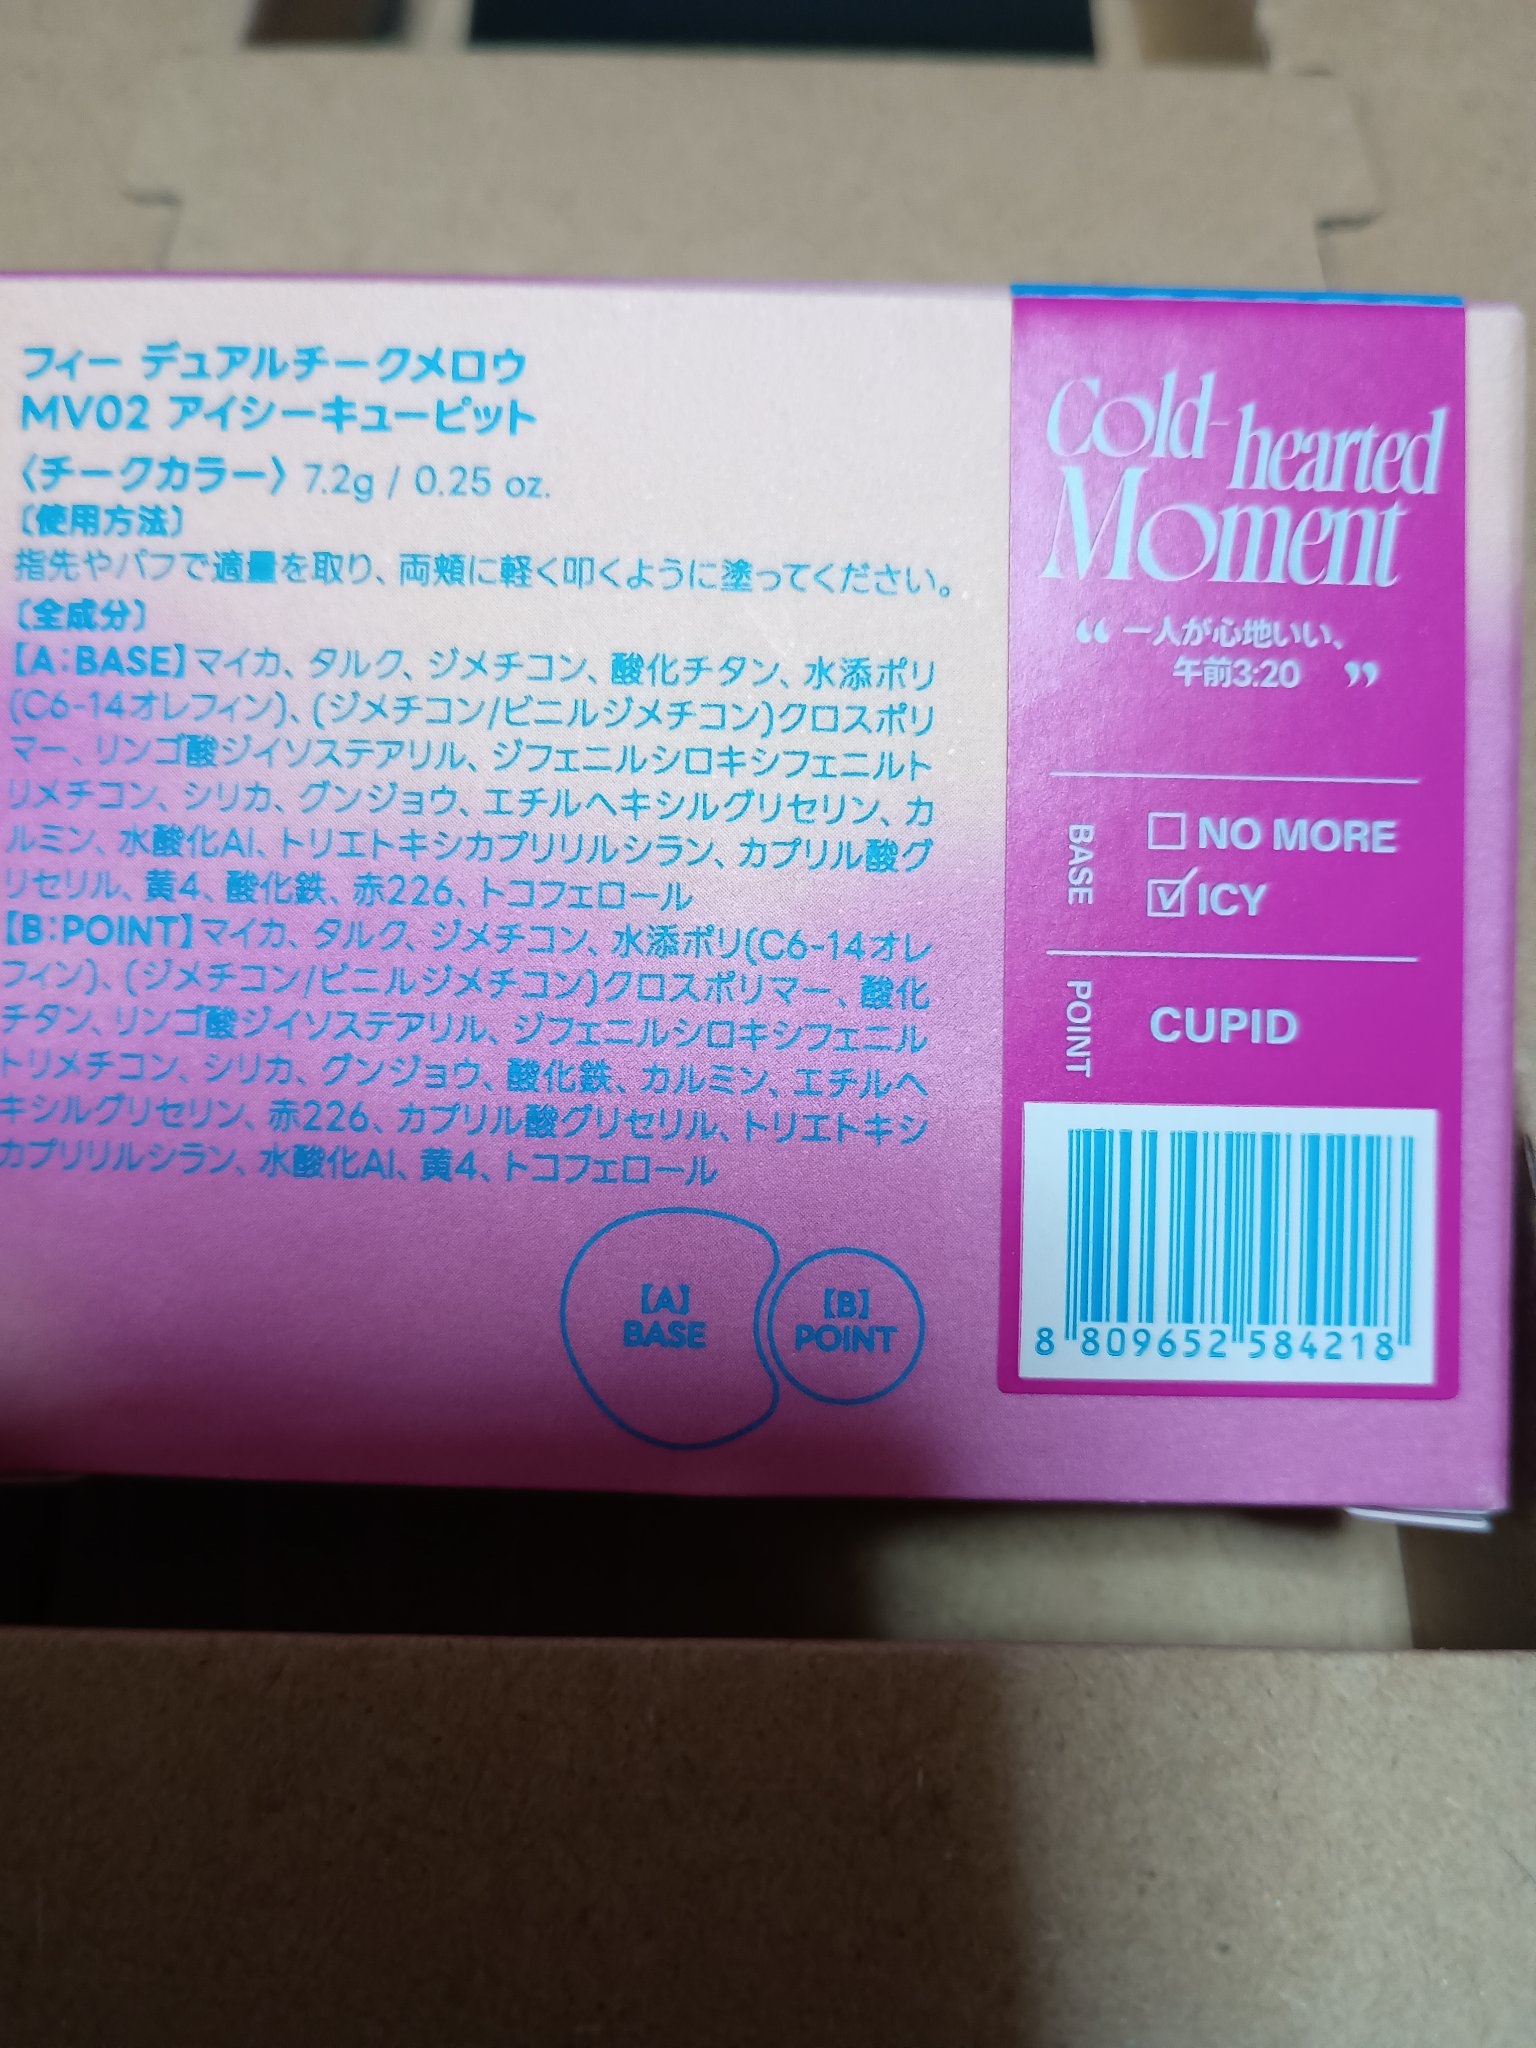 フィー デュアルチークメロウ
MV02 アイシーキューピット
〈チークカラー〉 7.2g / 0.25 oz.
〔使用方法〕
指先やパフで適量を取り、両頬に軽く叩くように塗ってください。
〔全成分〕
【A:BASE】マイカ、タルク、ジメチコン、酸化チタン、水添ポリ
(C6-14オレフィン)、(ジメチコン/ビニルジメチコン)クロスポリ
マー、リンゴ酸ジイソステアリル、ジフェニルシロキシフェニルト
リメチコン、シリカ、グンジョウ、エチルヘキシルグリセリン、カ
ルミン、水酸化Al、トリエトキシカプリリルシラン、カプリル酸グ
リセリル、黄4、酸化鉄、赤226、トコフェロール
【B:POINT】マイカ、タルク、ジメチコン、水添ポリ(C6-14オレ
フィン)、(ジメチコン/ビニルジメチコン)クロスポリマー、酸化
チタン、リンゴ酸ジイソステアリル、ジフェニルシロキシフェニル
トリメチコン、シリカ、グンジョウ、酸化鉄、カルミン、エチルヘ
キシルグリセリン、赤226、カプリル酸グリセリル、トリエトキシ
カプリリルシラン、水酸化Al、黄4、トコフェロール
【A】
BASE
【B】
POINT
Cold-hearted
Moment
“ 一人が心地いい、
午前3:20 ”
BASE
NO MORE
ICY
POINT
CUPID
8 809652 584218